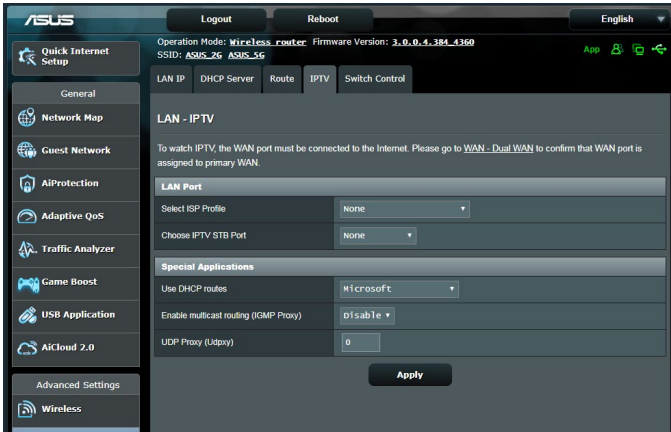 ASUS
Logout
Reboot
English
Quick Internet Setup
Operation Mode: Wireless router Firmware Version: 3.0.0.4.384_4360
SSID: ASUS_2G ASUS_5G
App
LAN IP DHCP Server Route IPTV Switch Control
General
Network Map
Guest Network
AiProtection
Adaptive QoS
Traffic Analyzer
Game Boost
USB Application
AiCloud 2.0
Advanced Settings
Wireless
LAN - IPTV
To watch IPTV, the WAN port must be connected to the Internet. Please go to WAN - Dual WAN to confirm that WAN port is
assigned to primary WAN.
LAN Port
Select ISP Profile None
Choose IPTV STB Port None
Special Applications
Use DHCP routes Microsoft
Enable multicast routing (IGMP Proxy) Disable
UDP Proxy (Udpxy) 0
Apply